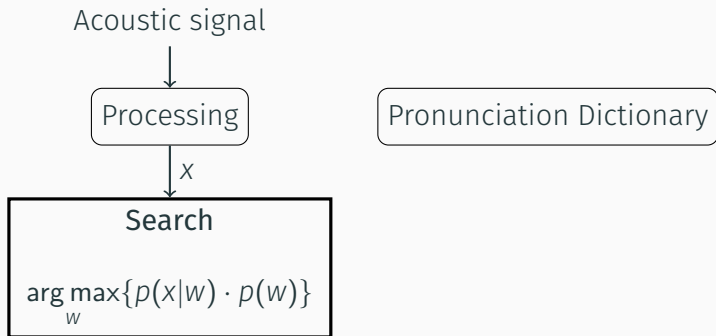 Acoustic signal
Processing
Pronunciation Dictionary
x
Search
arg max{p(x|w) · p(w)}
w